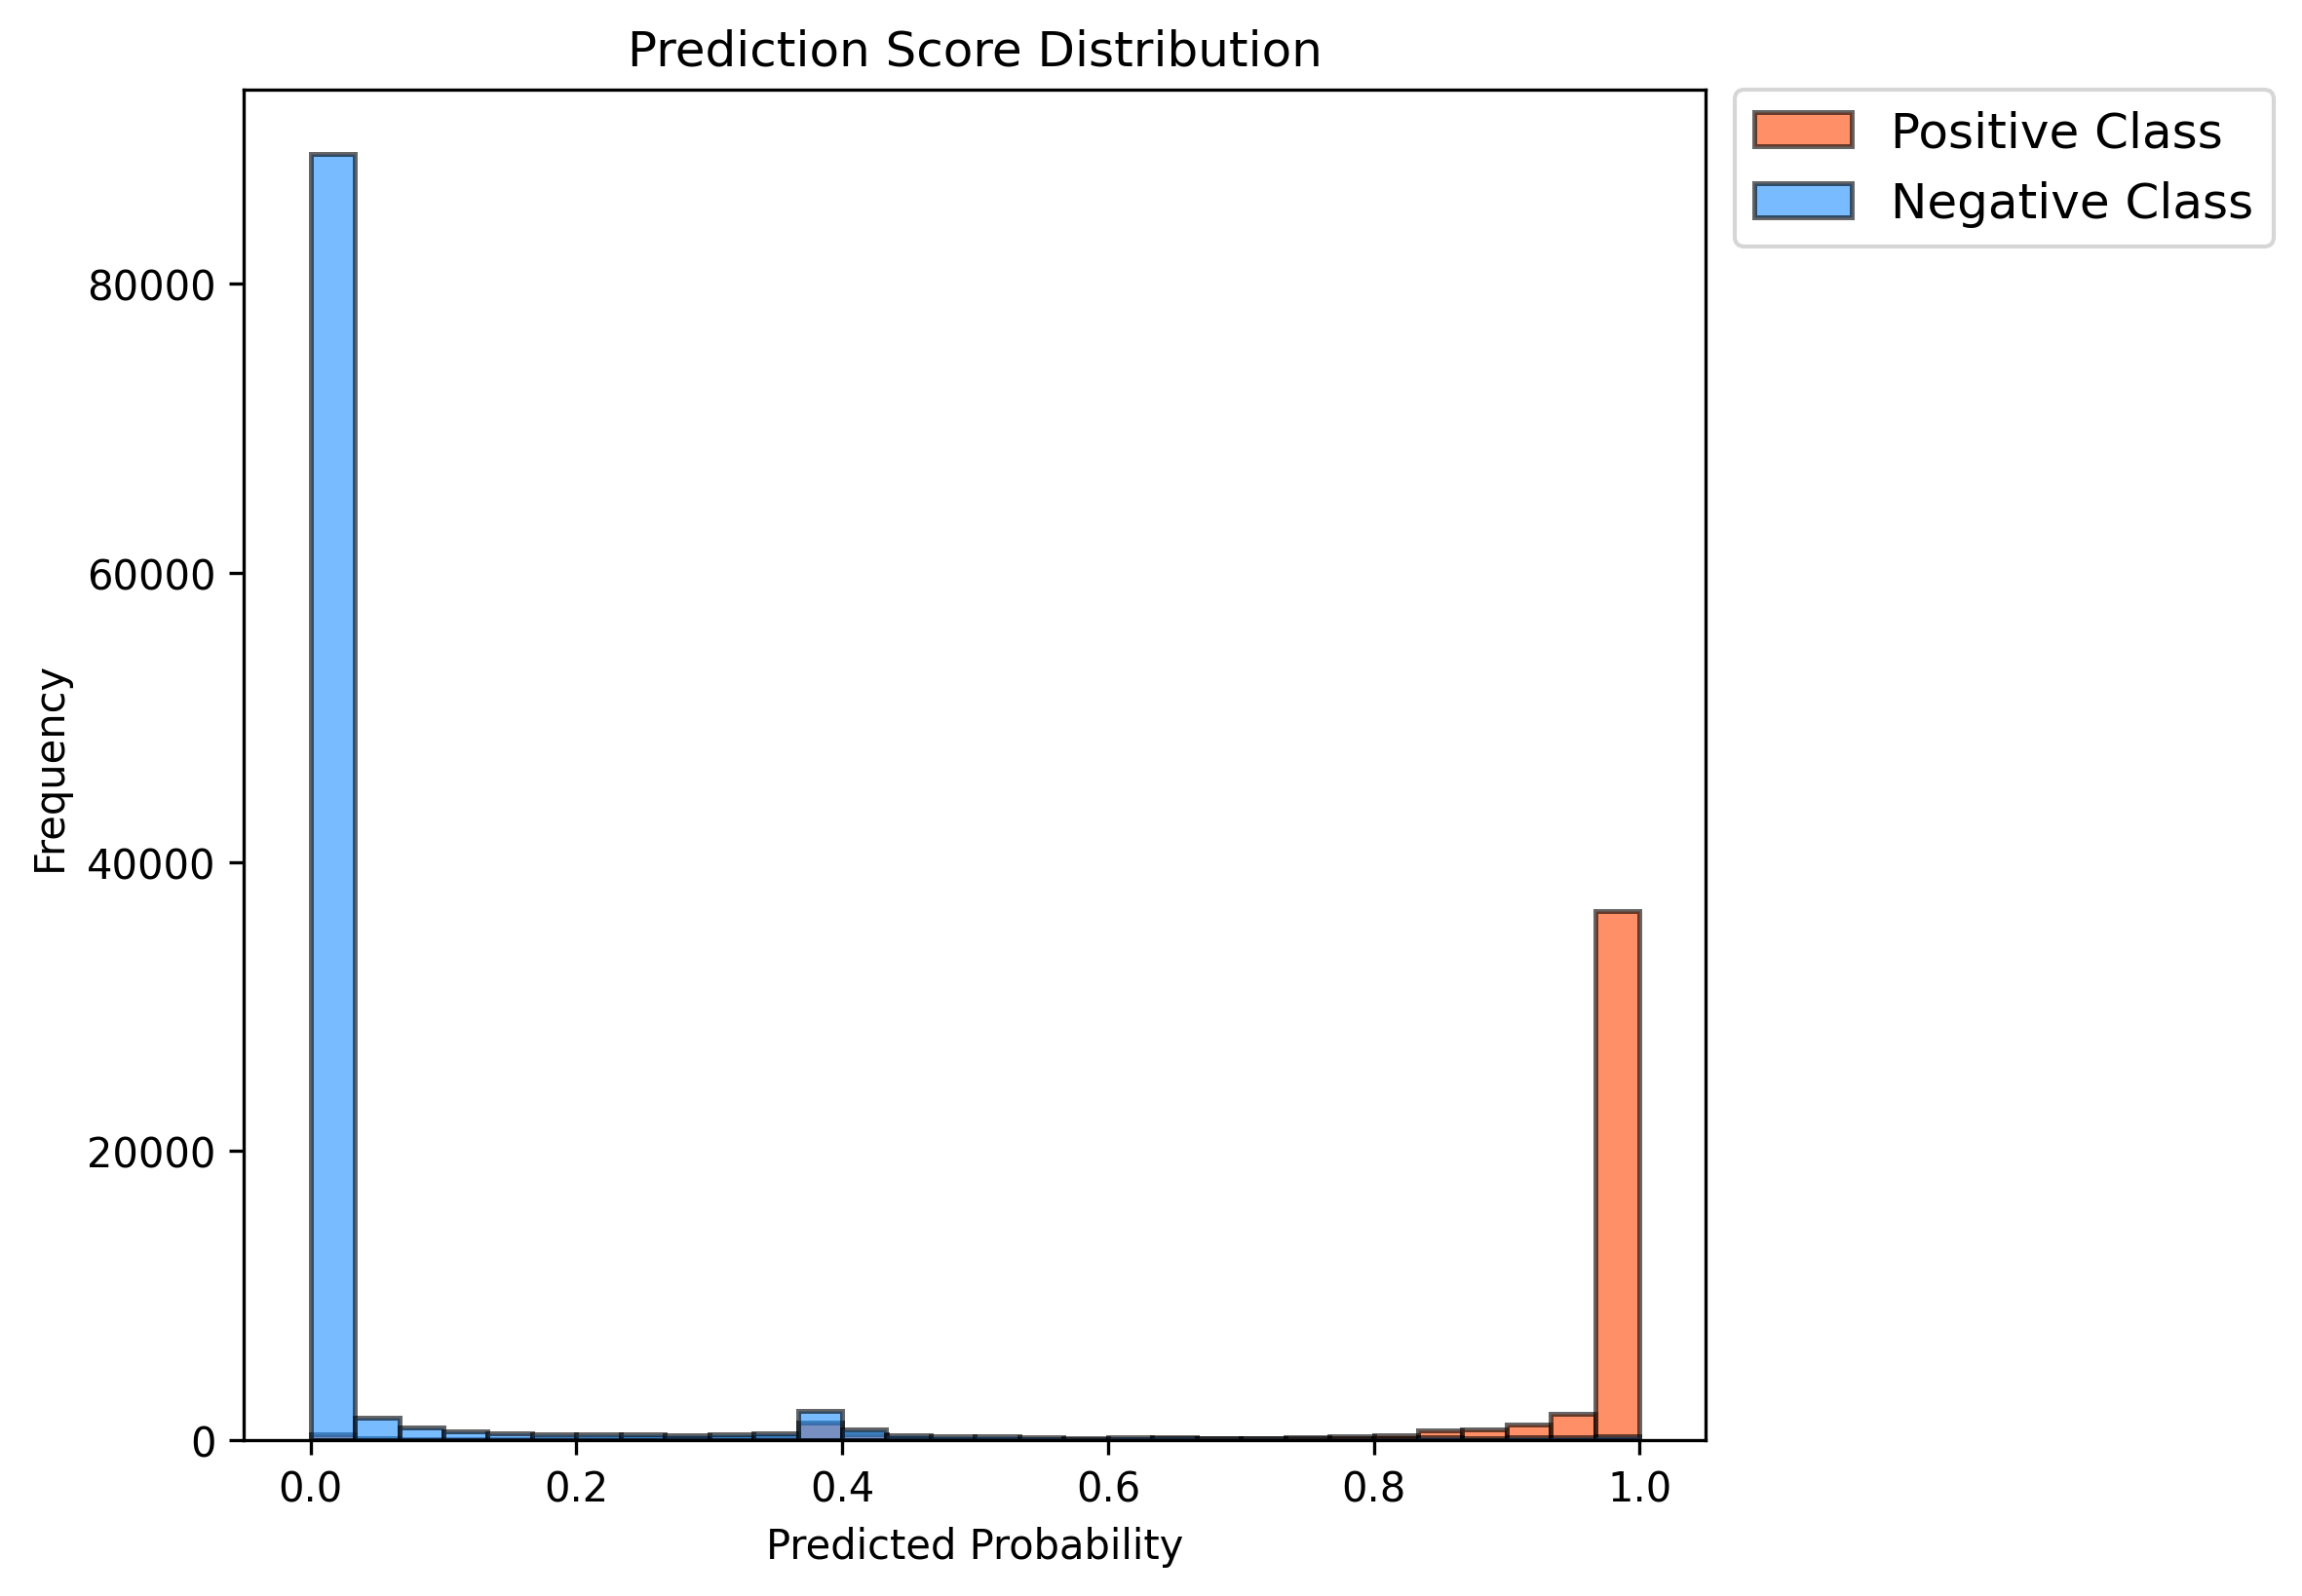 Prediction Score Distribution
Positive Class
Negative Class
80000
60000
40000
20000
0
Frequency
0.0 0.2 0.4 0.6 0.8 1.0
Predicted Probability